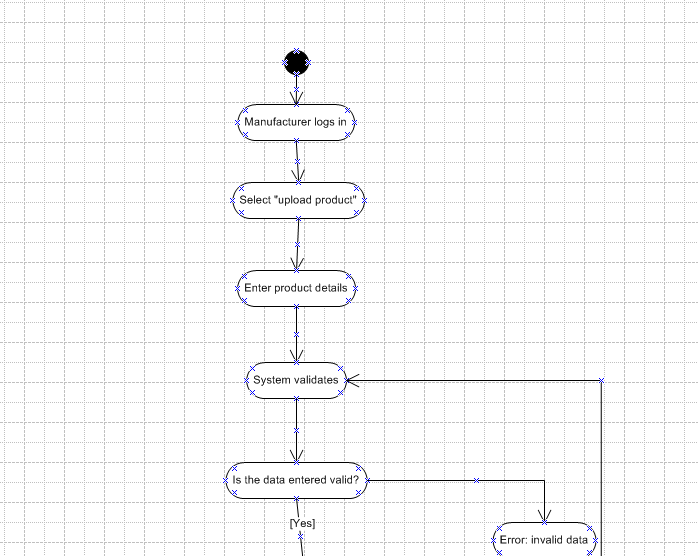 Manufacturer logs in
Select "upload product"
Enter product details
System validates
Is the data entered valid?
[Yes]
Error: invalid data